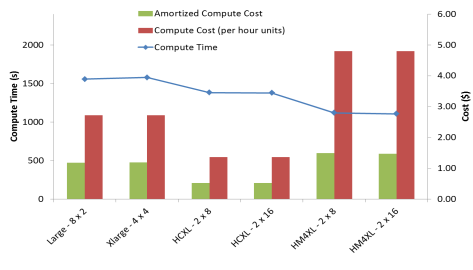 Amortized Compute Cost
Compute Cost (per hour units)
Compute Time
2000
1500
1000
500
0
Compute Time (s)
6.00
5.00
4.00
3.00
2.00
1.00
0.00
Cost ($)
Large - 8 x 2
Xlarge - 4 x 4
HCXL - 2 x 8
HCXL - 2 x 16
HM4XL - 2 x 8
HM4XL - 2 x 16